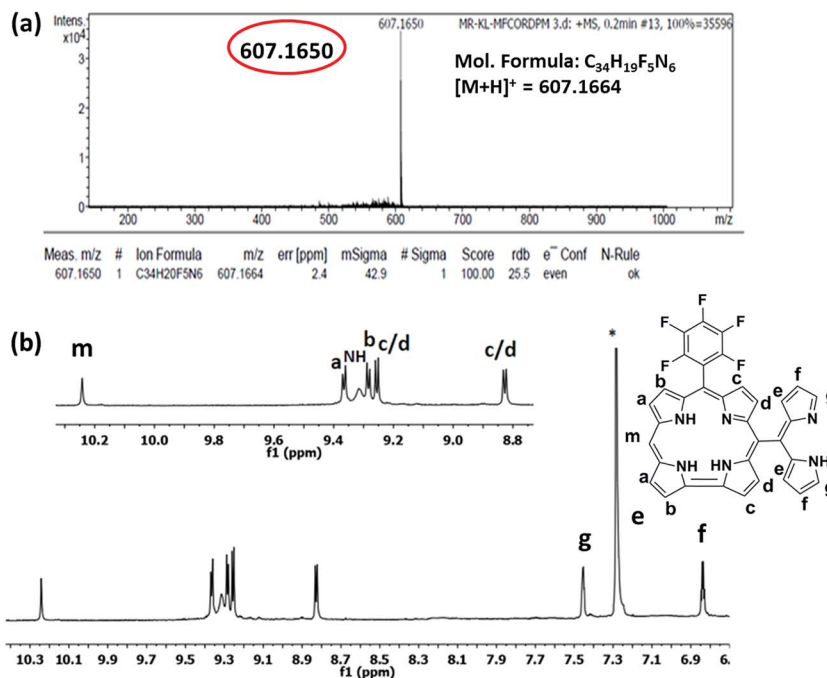 (a)
Intens.
x10⁴
607.1650
MR-KL-MFCORDPM 3.d: +MS, 0.2min #13, 100%=35596
607.1650
Mol. Formula: C₃₄H₁₉F₅N₆
[M+H]⁺ = 607.1664
3
2
1
0
200 300 400 500 600 700 800 900 1000 m/z
Meas. m/z # Ion Formula m/z err [ppm] mSigma # Sigma Score rdb e⁻ Conf N-Rule
607.1650 1 C34H20F5N6 607.1664 2.4 42.9 1 100.00 25.5 even ok
(b)
m
a NH b c/d
c/d
10.2 10.0 9.8 9.6 9.4 9.2 9.0 8.8
f1 (ppm)
*
F
F F
F F
b c e f g
a d
NH N N
m
NH HN NH
a d e g
b c f
g e f
10.3 10.1 9.9 9.7 9.5 9.3 9.1 8.9 8.7 8.5 8.3 8.1 7.9 7.7 7.5 7.3 7.1 6.9 6.
f1 (ppm)